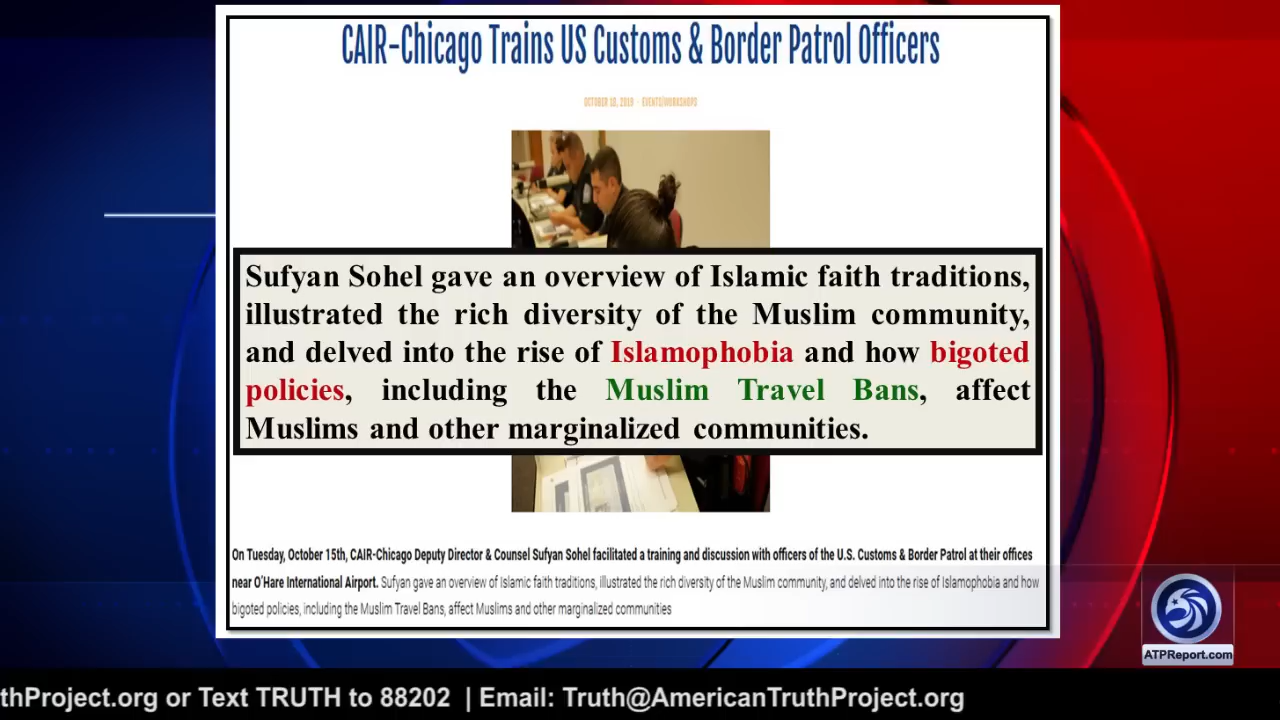 CAIR-Chicago Trains US Customs & Border Patrol Officers
OCTOBER 10, 2019 - EVENTS/WORKSHOPS
Sufyan Sohel gave an overview of Islamic faith traditions,
illustrated the rich diversity of the Muslim community,
and delved into the rise of Islamophobia and how bigoted
policies, including the Muslim Travel Bans, affect
Muslims and other marginalized communities.
On Tuesday, October 15th, CAIR-Chicago Deputy Director & Counsel Sufyan Sohel facilitated a training and discussion with officers of the U.S. Customs & Border Patrol at their offices
near O'Hare International Airport. Sufyan gave an overview of Islamic faith traditions, illustrated the rich diversity of the Muslim community, and delved into the rise of Islamophobia and how
bigoted policies, including the Muslim Travel Bans, affect Muslims and other marginalized communities
ATPReport.com
thProject.org or Text TRUTH to 88202 | Email: Truth@AmericanTruthProject.org